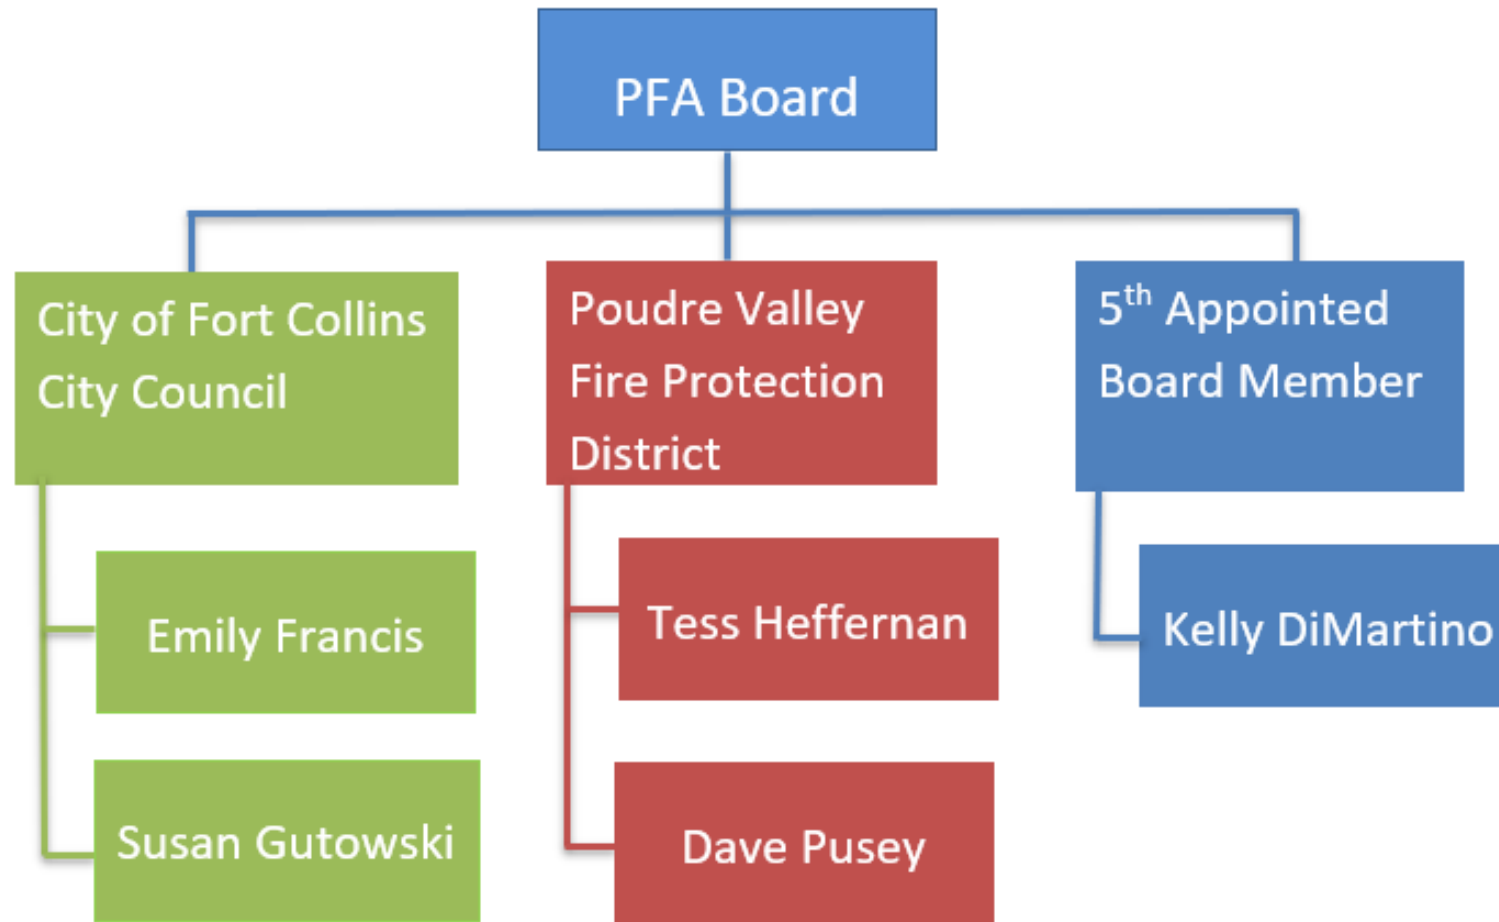 PFA Board
City of Fort Collins
City Council
Poudre Valley
Fire Protection
District
5th Appointed
Board Member
Emily Francis
Susan Gutowski
Tess Heffernan
Dave Pusey
Kelly DiMartino